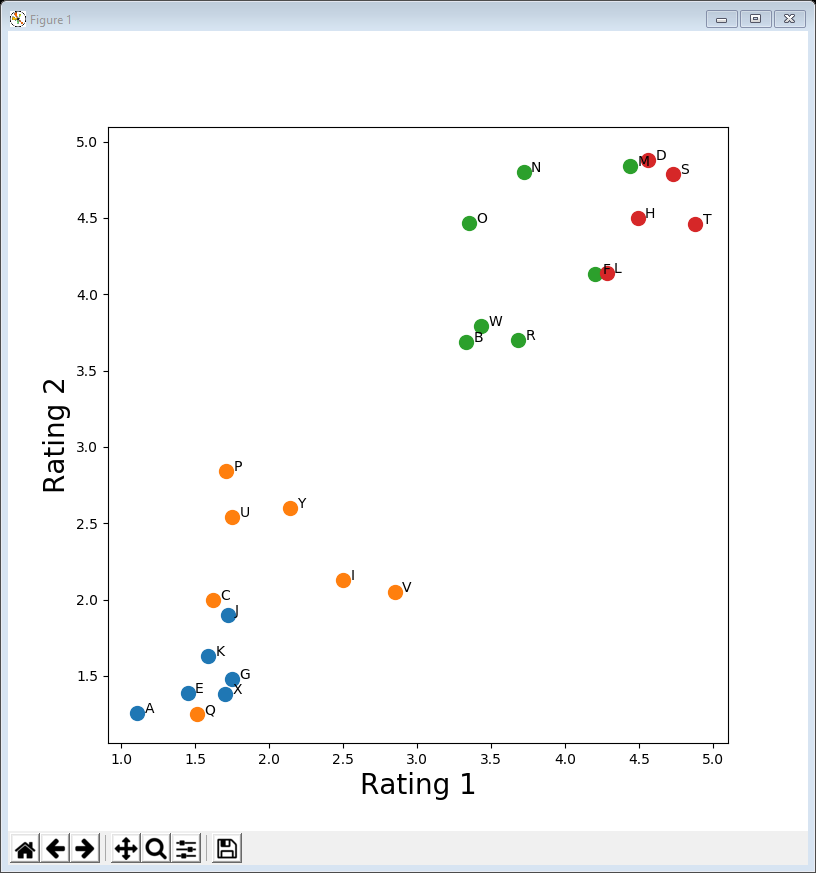 Figure 1
5.0
4.5
4.0
3.5
3.0
2.5
2.0
1.5
Rating 2
M D
S
N
O
H
T
F L
W
B
R
P
Y
U
I
V
C
J
K
G
E
X
A
Q
1.0 1.5 2.0 2.5 3.0 3.5 4.0 4.5 5.0
Rating 1